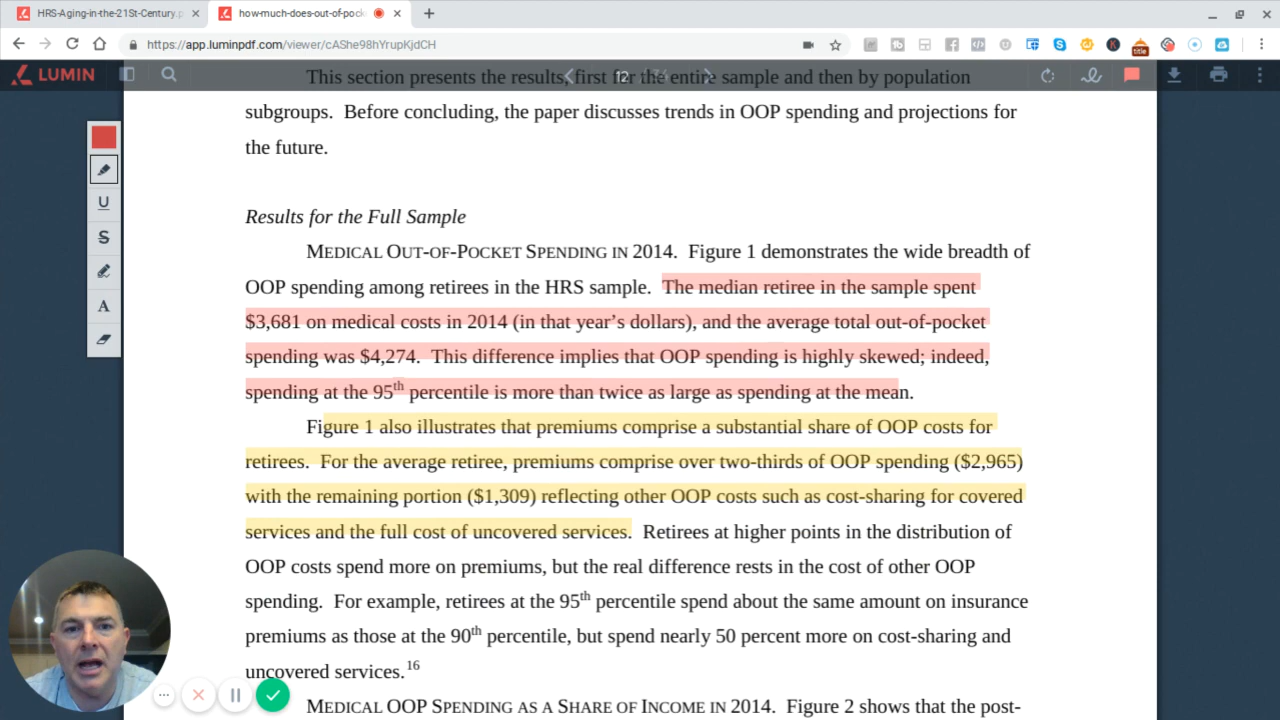 HRS-Aging-in-the-21St-Century.p
how-much-does-out-of-pock
https://app.luminpdf.com/viewer/cAShe98hYrupKjdCH
title
LUMIN
12
This section presents the results, first for the entire sample and then by population
subgroups. Before concluding, the paper discusses trends in OOP spending and projections for
the future.
Results for the Full Sample
MEDICAL OUT-OF-POCKET SPENDING IN 2014. Figure 1 demonstrates the wide breadth of
OOP spending among retirees in the HRS sample. The median retiree in the sample spent
$3,681 on medical costs in 2014 (in that year’s dollars), and the average total out-of-pocket
spending was $4,274. This difference implies that OOP spending is highly skewed; indeed,
spending at the 95th percentile is more than twice as large as spending at the mean.
Figure 1 also illustrates that premiums comprise a substantial share of OOP costs for
retirees. For the average retiree, premiums comprise over two-thirds of OOP spending ($2,965)
with the remaining portion ($1,309) reflecting other OOP costs such as cost-sharing for covered
services and the full cost of uncovered services. Retirees at higher points in the distribution of
OOP costs spend more on premiums, but the real difference rests in the cost of other OOP
spending. For example, retirees at the 95th percentile spend about the same amount on insurance
premiums as those at the 90th percentile, but spend nearly 50 percent more on cost-sharing and
uncovered services.16
MEDICAL OOP SPENDING AS A SHARE OF INCOME IN 2014. Figure 2 shows that the post-